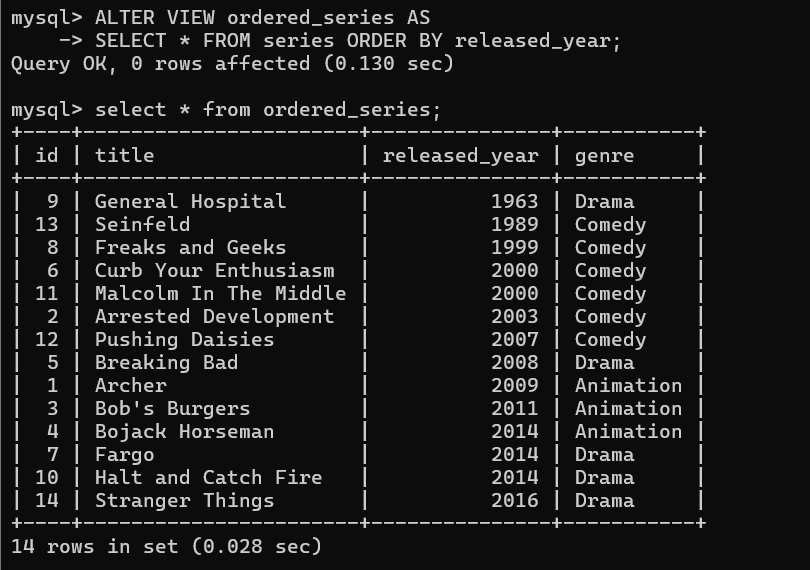 mysql> ALTER VIEW ordered_series AS
    -> SELECT * FROM series ORDER BY released_year;
Query OK, 0 rows affected (0.130 sec)

mysql> select * from ordered_series;
+----+-----------------------+---------------+-----------+
| id | title                 | released_year | genre     |
+----+-----------------------+---------------+-----------+
|  9 | General Hospital      |          1963 | Drama     |
| 13 | Seinfeld              |          1989 | Comedy    |
|  8 | Freaks and Geeks      |          1999 | Comedy    |
|  6 | Curb Your Enthusiasm  |          2000 | Comedy    |
| 11 | Malcolm In The Middle |          2000 | Comedy    |
|  2 | Arrested Development  |          2003 | Comedy    |
| 12 | Pushing Daisies       |          2007 | Comedy    |
|  5 | Breaking Bad          |          2008 | Drama     |
|  1 | Archer                |          2009 | Animation |
|  3 | Bob's Burgers         |          2011 | Animation |
|  4 | Bojack Horseman       |          2014 | Animation |
|  7 | Fargo                 |          2014 | Drama     |
| 10 | Halt and Catch Fire   |          2014 | Drama     |
| 14 | Stranger Things       |          2016 | Drama     |
+----+-----------------------+---------------+-----------+
14 rows in set (0.028 sec)